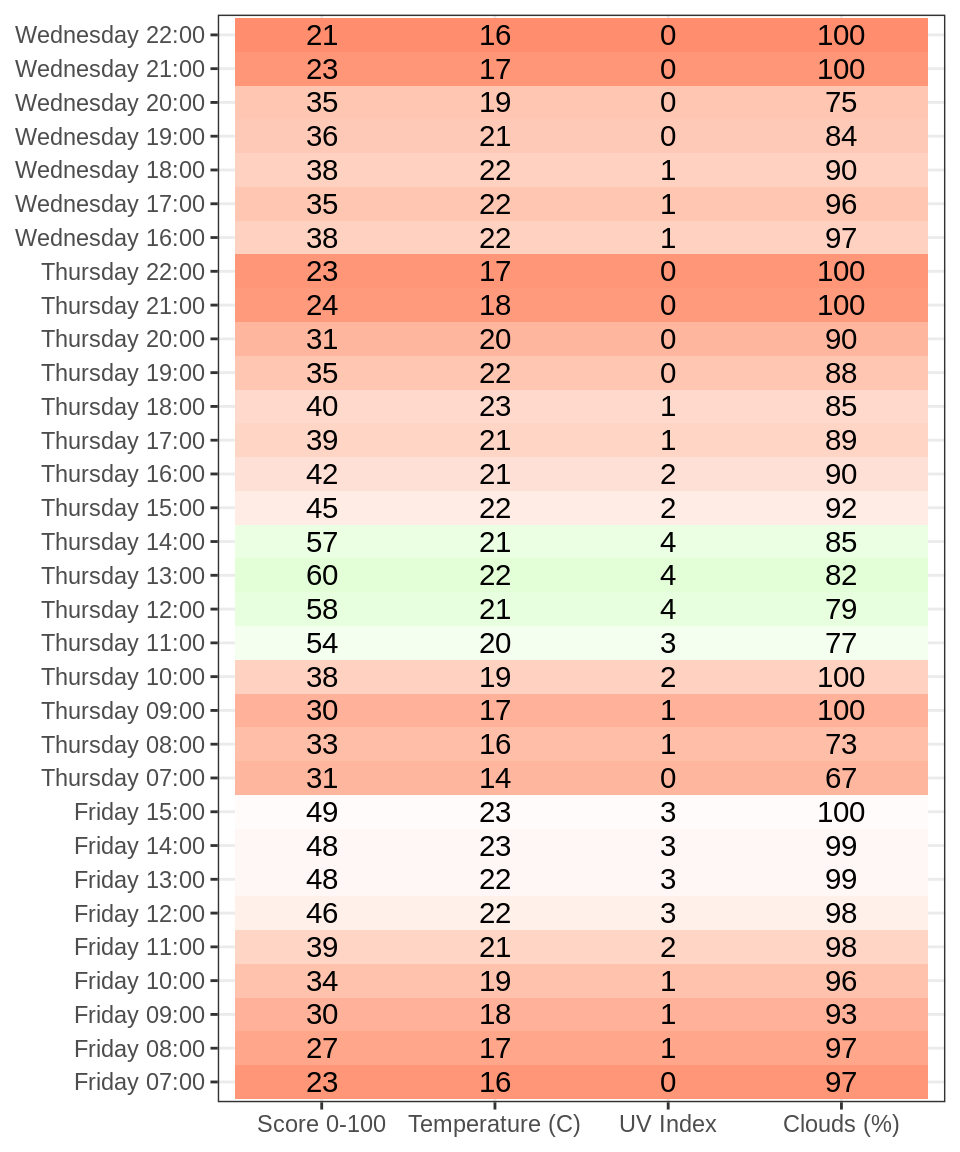 Wednesday 22:00 21 16 0 100
Wednesday 21:00 23 17 0 100
Wednesday 20:00 35 19 0 75
Wednesday 19:00 36 21 0 84
Wednesday 18:00 38 22 1 90
Wednesday 17:00 35 22 1 96
Wednesday 16:00 38 22 1 97
Thursday 22:00 23 17 0 100
Thursday 21:00 24 18 0 100
Thursday 20:00 31 20 0 90
Thursday 19:00 35 22 0 88
Thursday 18:00 40 23 1 85
Thursday 17:00 39 21 1 89
Thursday 16:00 42 21 2 90
Thursday 15:00 45 22 2 92
Thursday 14:00 57 21 4 85
Thursday 13:00 60 22 4 82
Thursday 12:00 58 21 4 79
Thursday 11:00 54 20 3 77
Thursday 10:00 38 19 2 100
Thursday 09:00 30 17 1 100
Thursday 08:00 33 16 1 73
Thursday 07:00 31 14 0 67
Friday 15:00 49 23 3 100
Friday 14:00 48 23 3 99
Friday 13:00 48 22 3 99
Friday 12:00 46 22 3 98
Friday 11:00 39 21 2 98
Friday 10:00 34 19 1 96
Friday 09:00 30 18 1 93
Friday 08:00 27 17 1 97
Friday 07:00 23 16 0 97
Score 0-100 Temperature (C) UV Index Clouds (%)